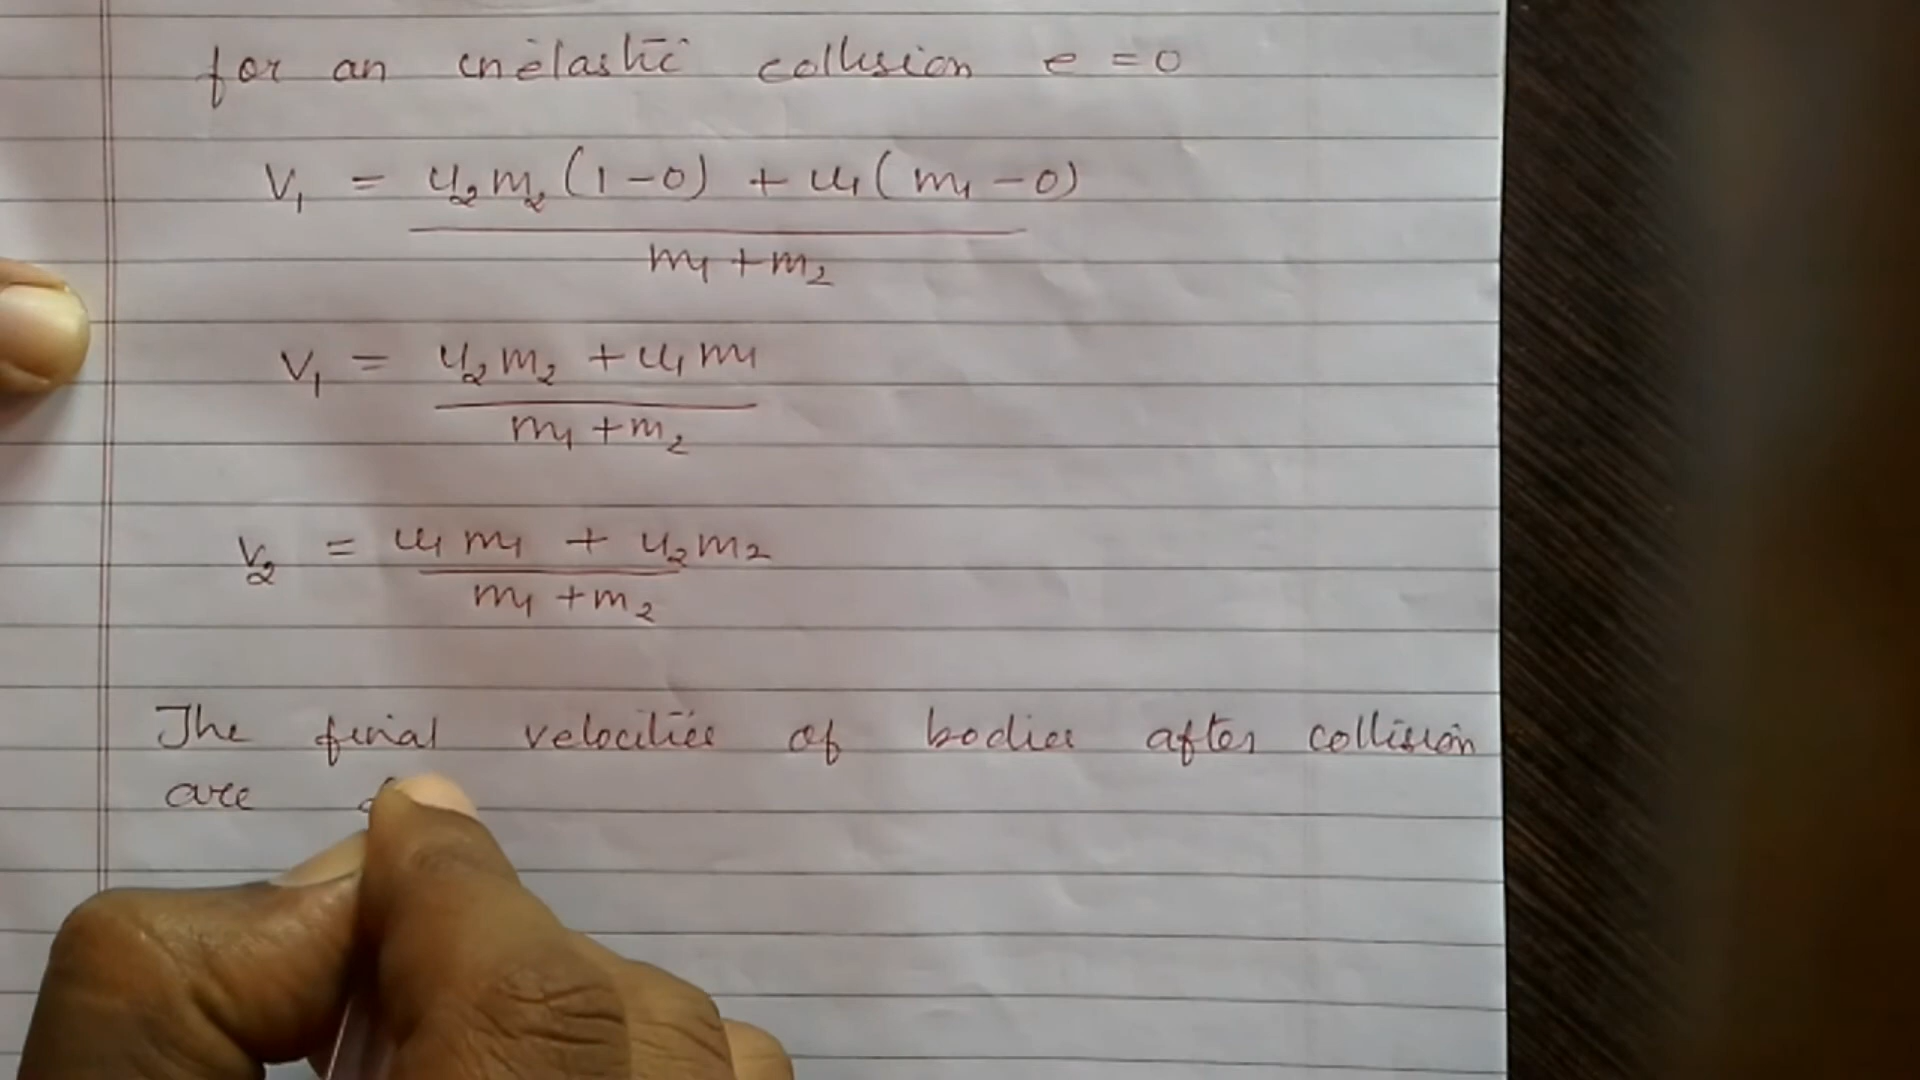 for an inelastic collision e = 0
V₁ = u₂m₂(1-0) + u₁(m₁-0)
m₁+m₂
V₁ = u₂m₂ + u₁m₁
m₁+m₂
V₂ = u₁m₁ + u₂m₂
m₁+m₂
The final velocities of bodies after collision
are